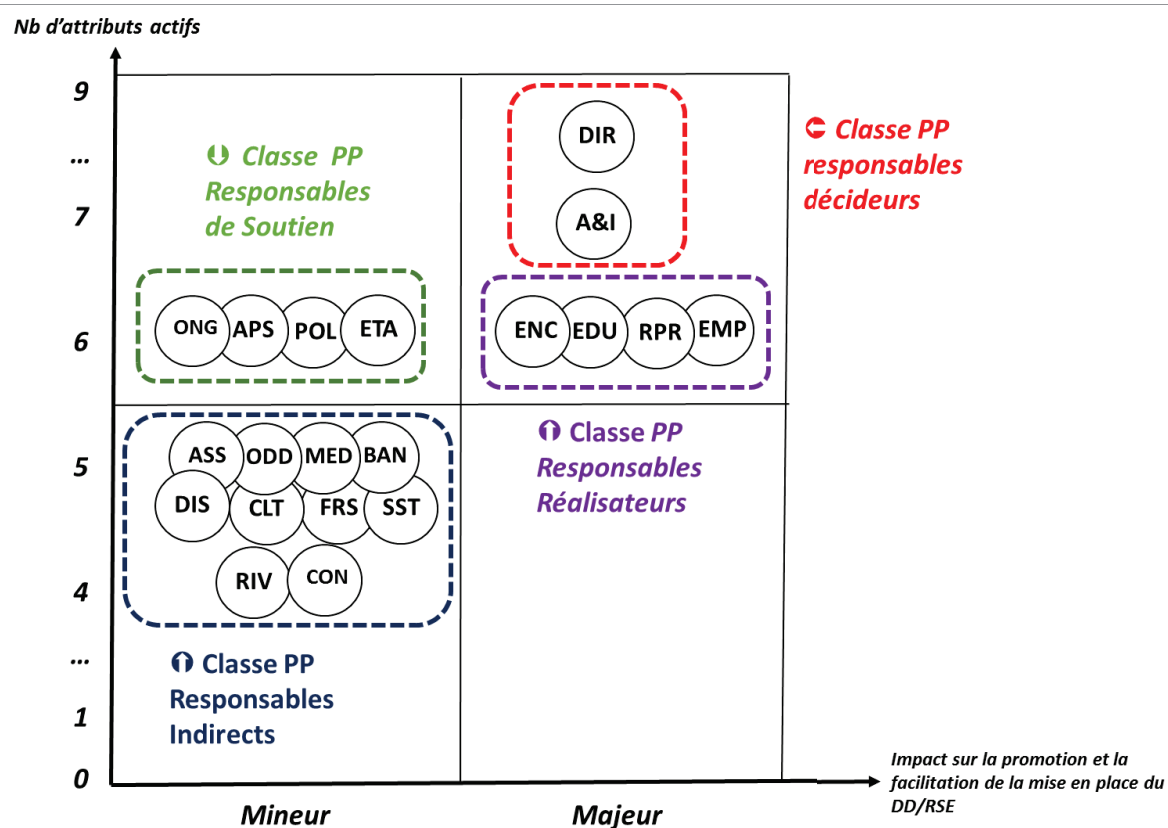 Nb d’attributs actifs
9
...
7
6
5
4
...
1
0
Classe PP
Responsables
de Soutien
DIR
A&I
Classe PP
responsables
décideurs
ONG APS POL ETA
ENC EDU RPR EMP
ASS ODD MED BAN
DIS CLT FRS SST
RIV CON
Classe PP
Responsables
Réalisateurs
Classe PP
Responsables
Indirects
Mineur
Majeur
Impact sur la promotion et la
facilitation de la mise en place du
DD/RSE